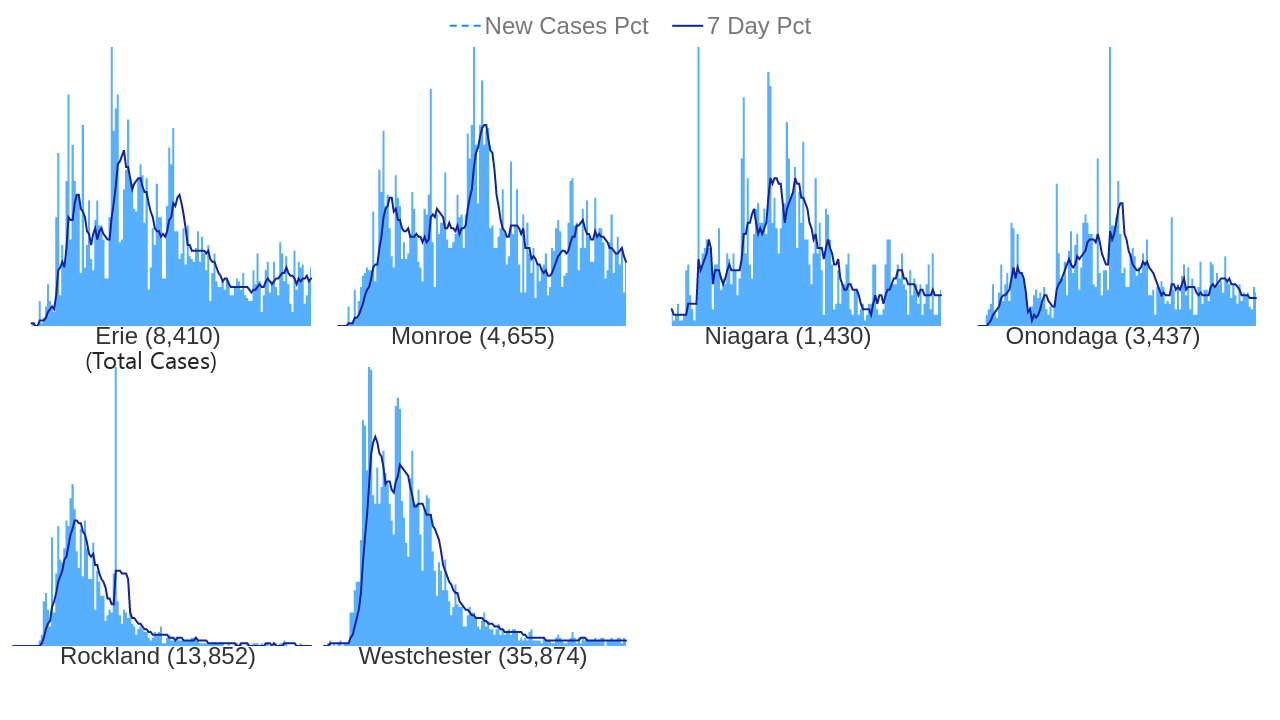 New Cases Pct 7 Day Pct
Erie (8,410) Monroe (4,655) Niagara (1,430) Onondaga (3,437)
(Total Cases)
Rockland (13,852) Westchester (35,874)